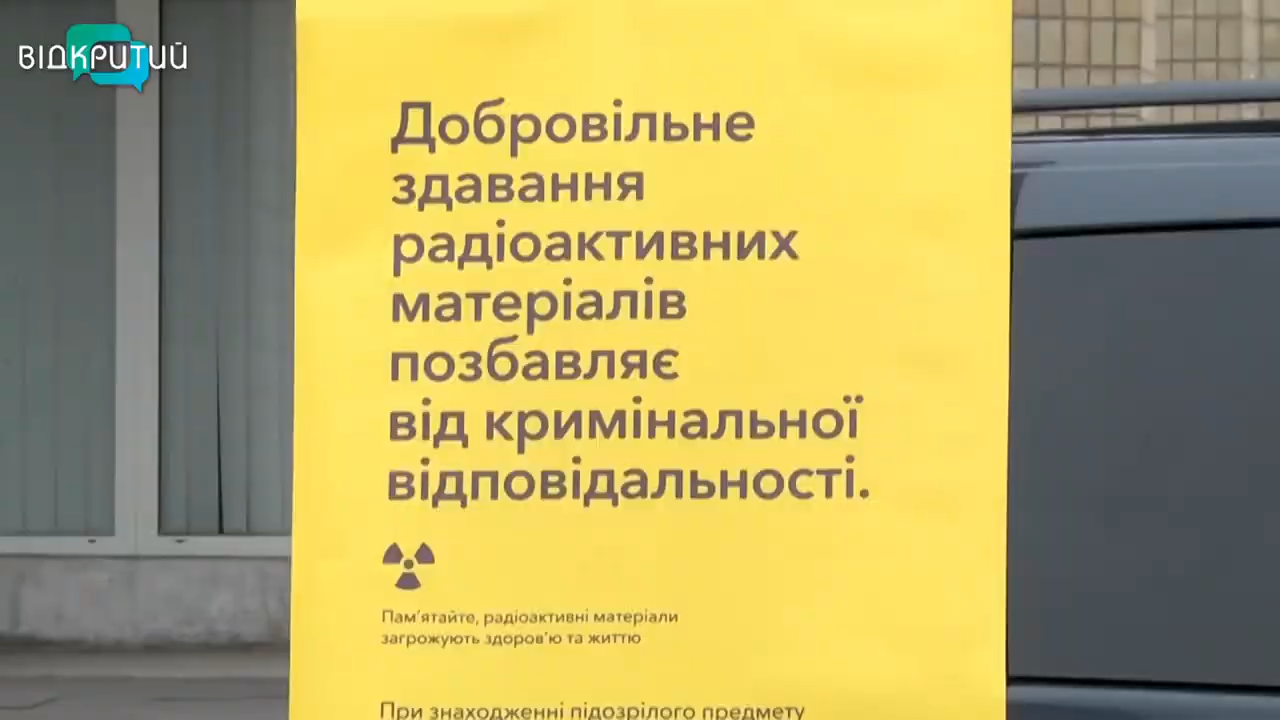 ВІДКРИТИЙ
Добровільне
здавання
радіоактивних
матеріалів
позбавляє
від кримінальної
відповідальності.
Пам'ятайте, радіоактивні матеріали
загрожують здоров'ю та життю
При знаходженні підозрілого предмету